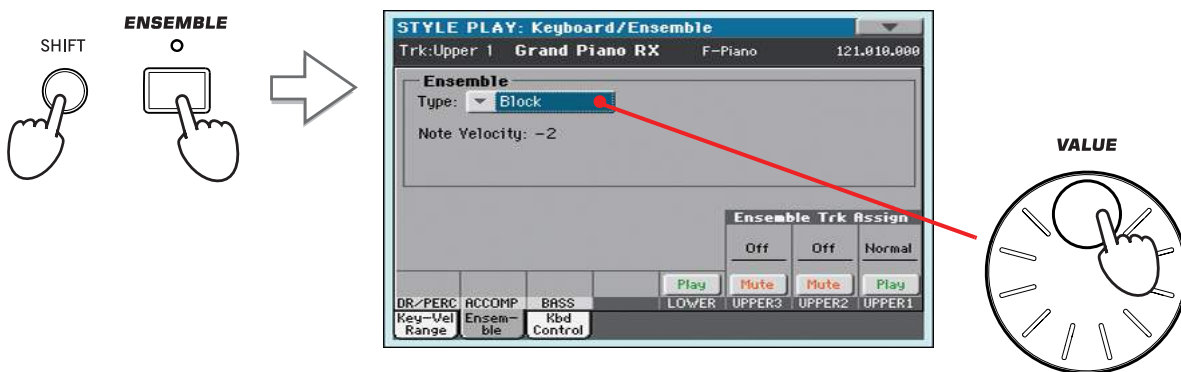 SHIFT
ENSEMBLE
STYLE PLAY: Keyboard/Ensemble
Trk:Upper 1 Grand Piano RX F-Piano 121.010.000
Ensemble
Type: Block
Note Velocity: -2
Ensemble Trk Assign
Off Off Normal
Play Mute Mute Play
DR/PERC ACCOMP BASS LOWER UPPER3 UPPER2 UPPER1
Key-Vel Range
Ensem-ble
Kbd Control
VALUE